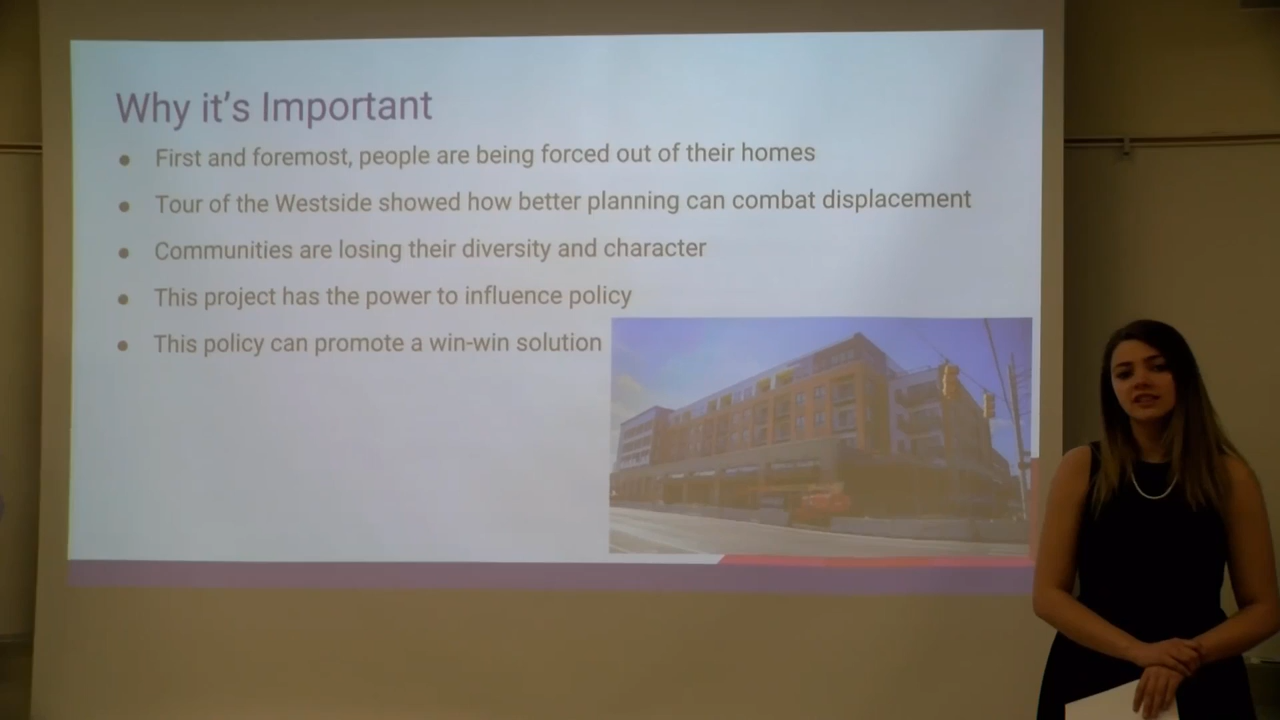 Why it's Important
● First and foremost, people are being forced out of their homes
● Tour of the Westside showed how better planning can combat displacement
● Communities are losing their diversity and character
● This project has the power to influence policy
● This policy can promote a win-win solution